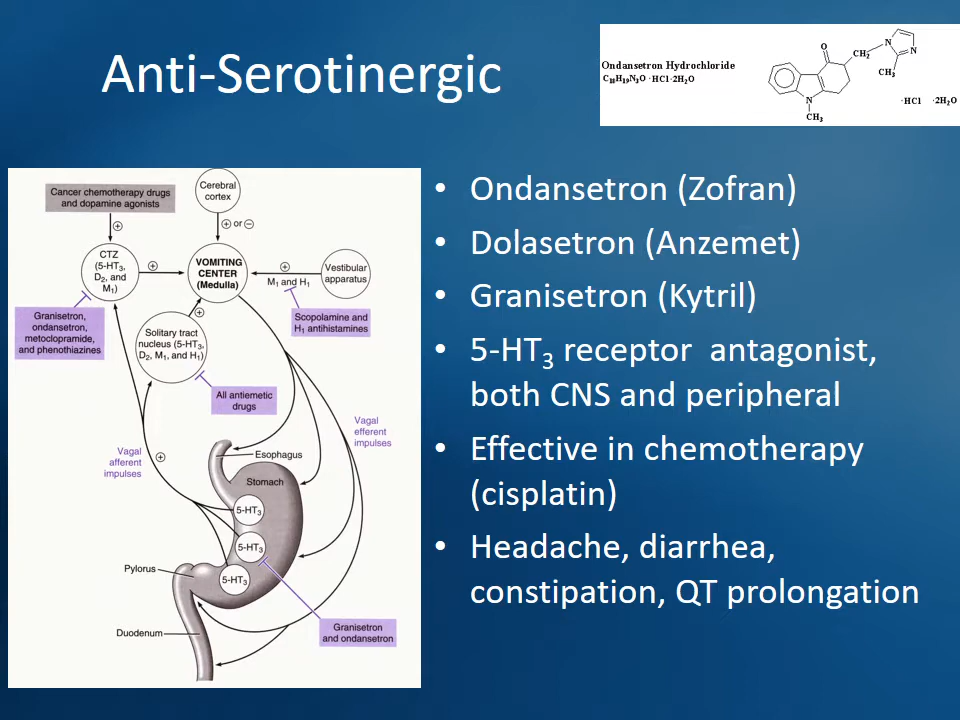 Anti-Serotinergic
Ondansetron Hydrochloride
C₁₈H₁₉N₃O ·HCl·2H₂O
O
CH₂
N
N
CH₃
N
CH₃
·HCl ·2H₂O
Cancer chemotherapy drugs
and dopamine agonists
Cerebral
cortex
+
+ or −
CTZ
(5-HT₃,
D₂, and
M₁)
+
VOMITING
CENTER
(Medulla)
+
M₁ and H₁
Vestibular
apparatus
Granisetron,
ondansetron,
metoclopramide,
and phenothiazines
+
Solitary tract
nucleus (5-HT₃,
D₂, M₁, and H₁)
Scopolamine and
H₁ antihistamines
All antiemetic
drugs
Vagal
efferent
impulses
Vagal
afferent
impulses
+
Esophagus
Stomach
5-HT₃
5-HT₃
5-HT₃
Pylorus
Duodenum
Granisetron
and ondansetron
• Ondansetron (Zofran)
• Dolasetron (Anzemet)
• Granisetron (Kytril)
• 5-HT₃ receptor antagonist,
both CNS and peripheral
• Effective in chemotherapy
(cisplatin)
• Headache, diarrhea,
constipation, QT prolongation